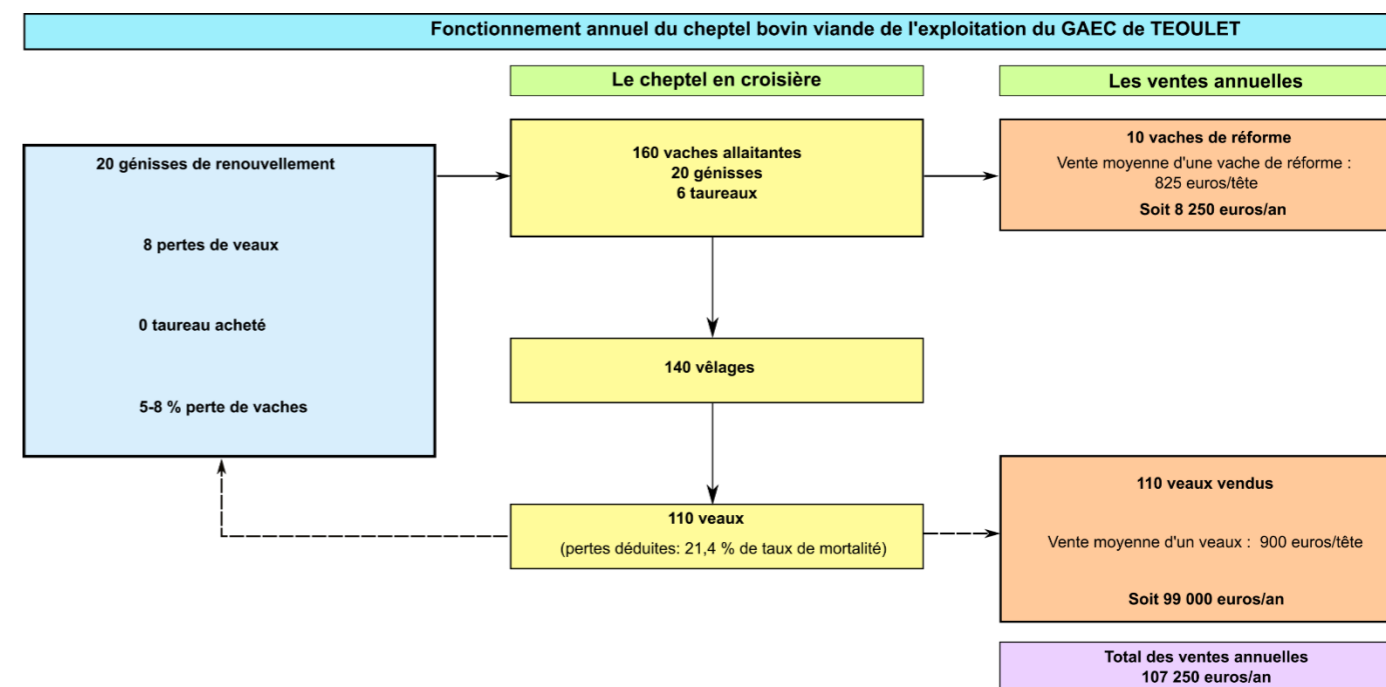 Fonctionnement annuel du cheptel bovin viande de l'exploitation du GAEC de TEOULET
Le cheptel en croisière
Les ventes annuelles
20 génisses de renouvellement
8 pertes de veaux
0 taureau acheté
5-8 % perte de vaches
160 vaches allaitantes
20 génisses
6 taureaux
10 vaches de réforme
Vente moyenne d'une vache de réforme :
825 euros/tête
Soit 8 250 euros/an
140 vêlages
110 veaux
(pertes déduites: 21,4 % de taux de mortalité)
110 veaux vendus
Vente moyenne d'un veaux : 900 euros/tête
Soit 99 000 euros/an
Total des ventes annuelles
107 250 euros/an